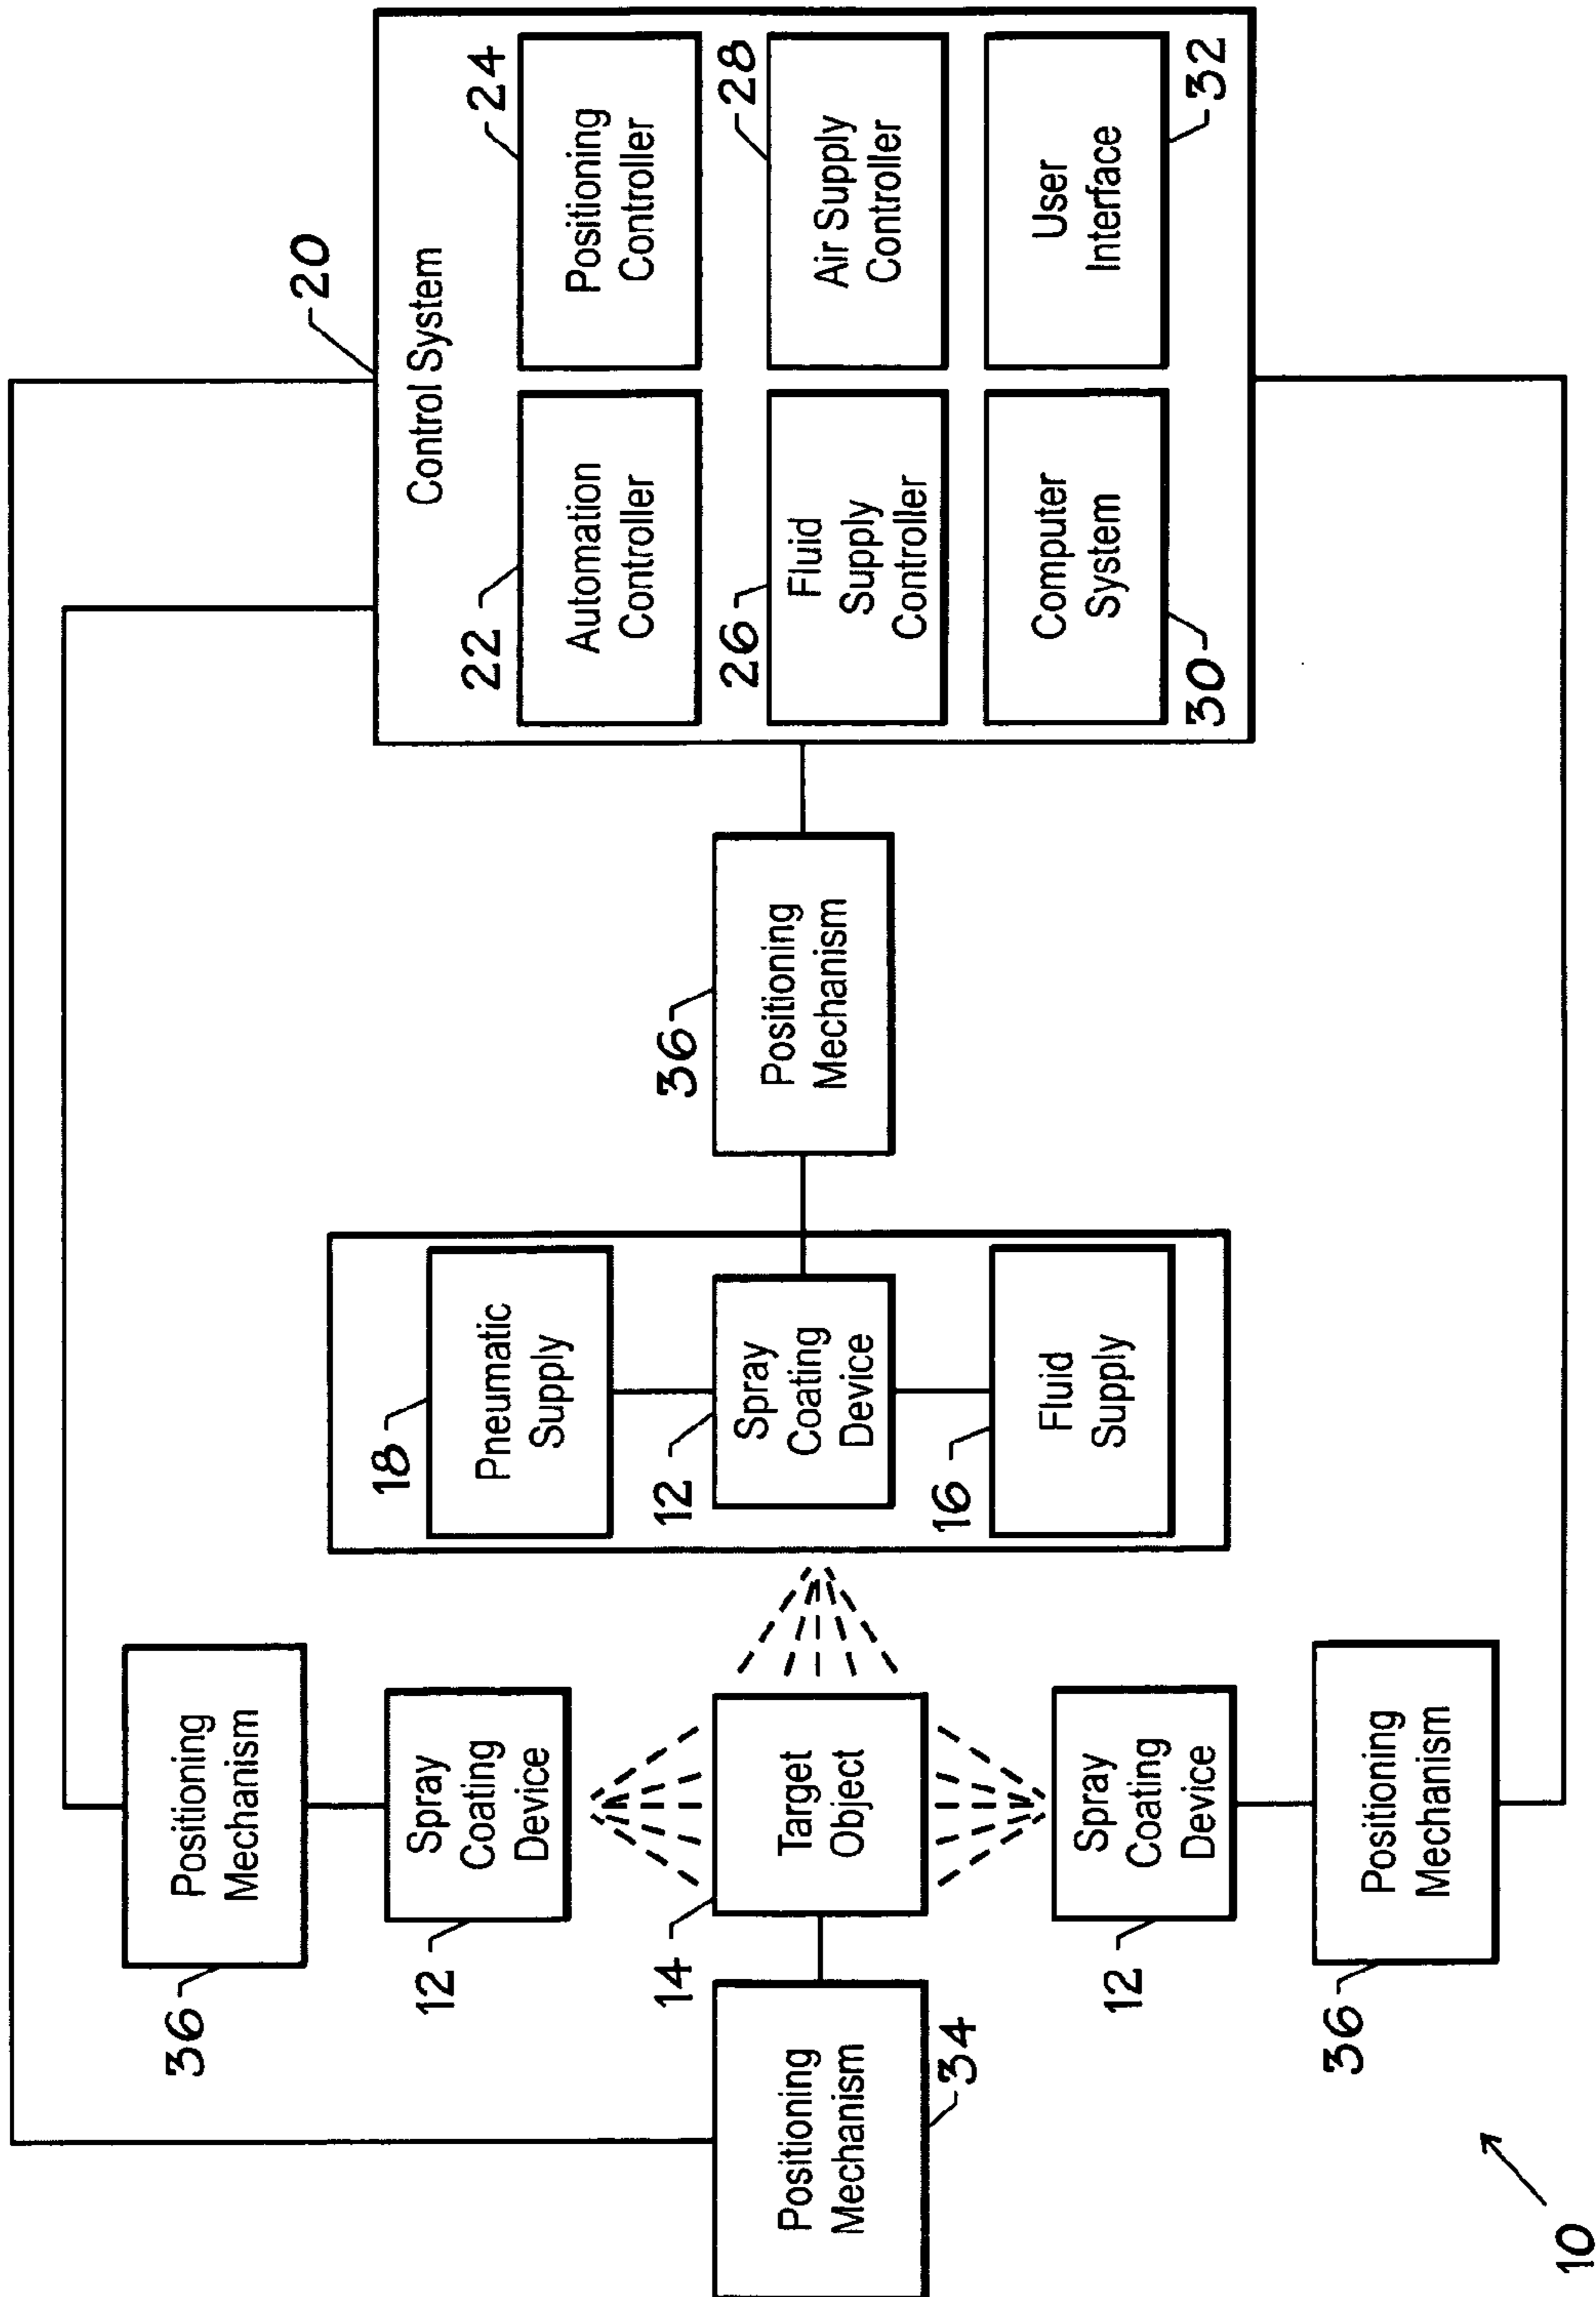 20
Control System
22
Automation
Controller
24
Positioning
Controller
26
Fluid
Supply
Controller
28
Air Supply
Controller
30
Computer
System
User
Interface
32
36
Positioning
Mechanism
18
Pneumatic
Supply
12
Spray
Coating
Device
16
Fluid
Supply
Positioning
Mechanism
36
Spray
Coating
Device
12
14
Target
Object
Positioning
Mechanism
34
Spray
Coating
Device
12
Positioning
Mechanism
36
10